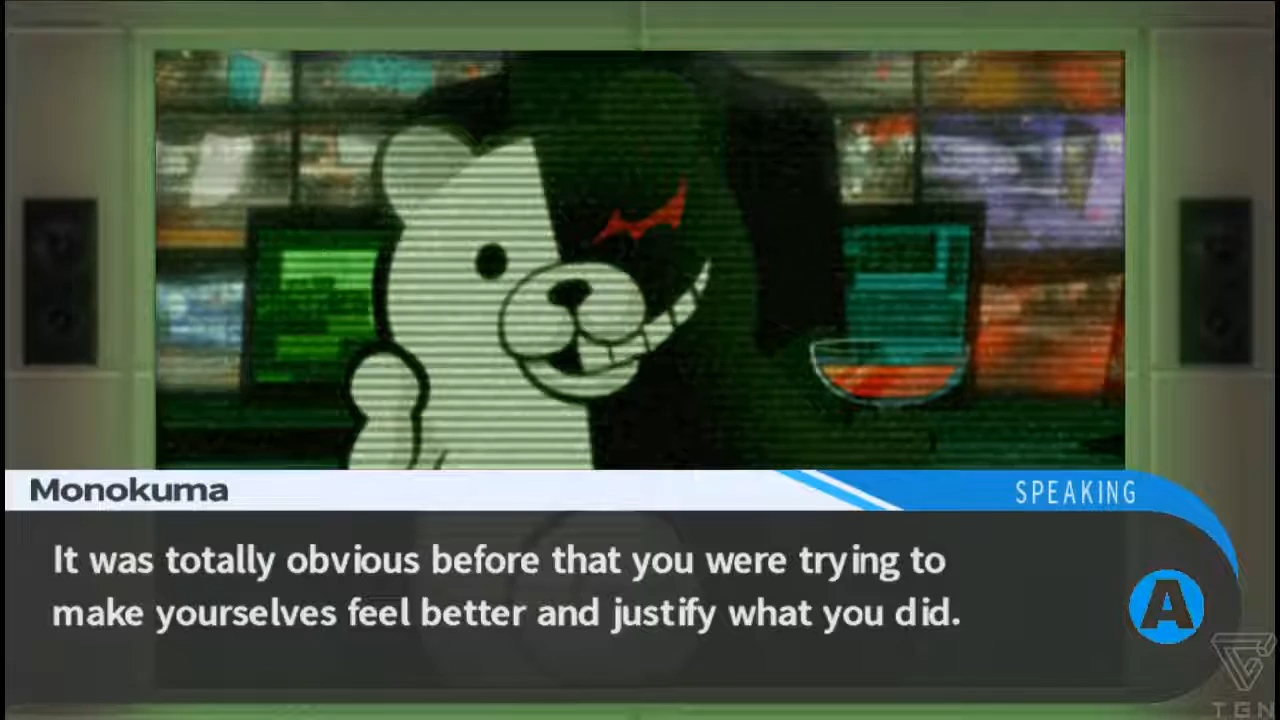 Monokuma
SPEAKING
It was totally obvious before that you were trying to
make yourselves feel better and justify what you did.
A
TGN